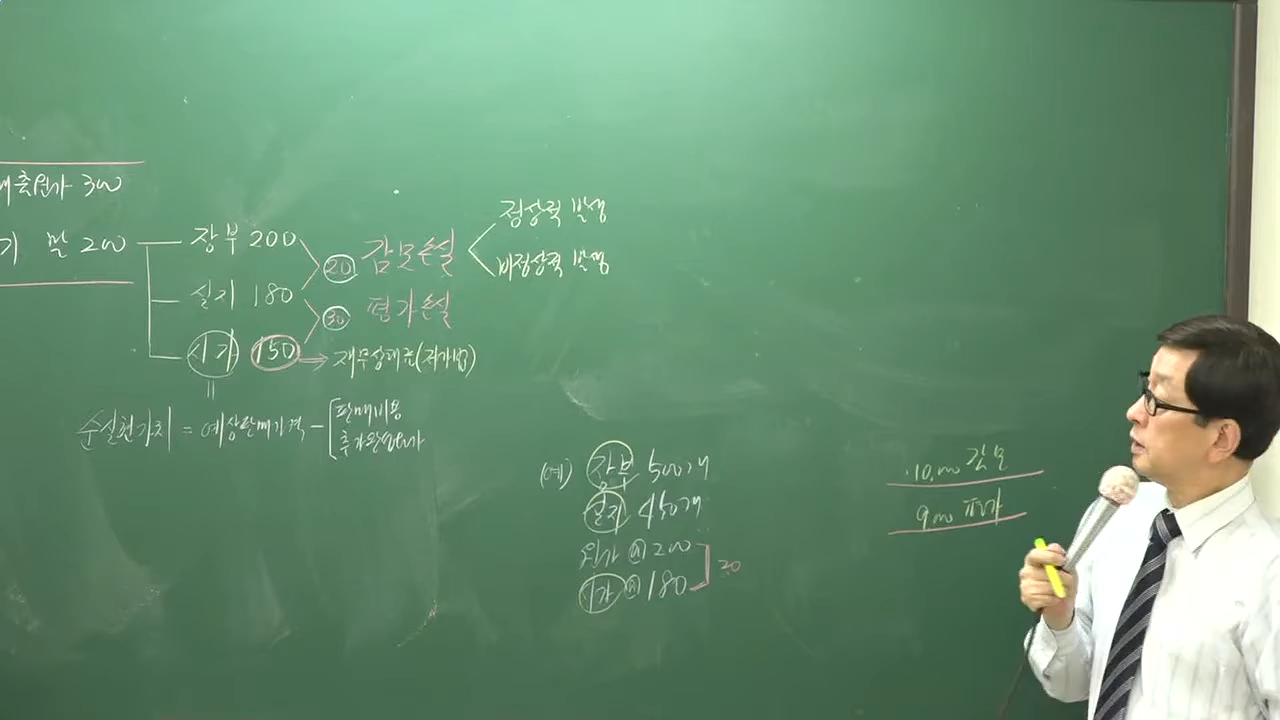 매출원가 300
기 말 200
장부 200
실지 180
시가 150
20 감모손실
30 평가손실
정상적 발생
비정상적 발생
재무상태표(저가법)
순실현가치 = 예상판매가격 -
판매비용
추가완성원가
(예) 장부 500개
실지 450개
원가 @ 200
시가 @ 180
20
10,000 감모
9,000 평가